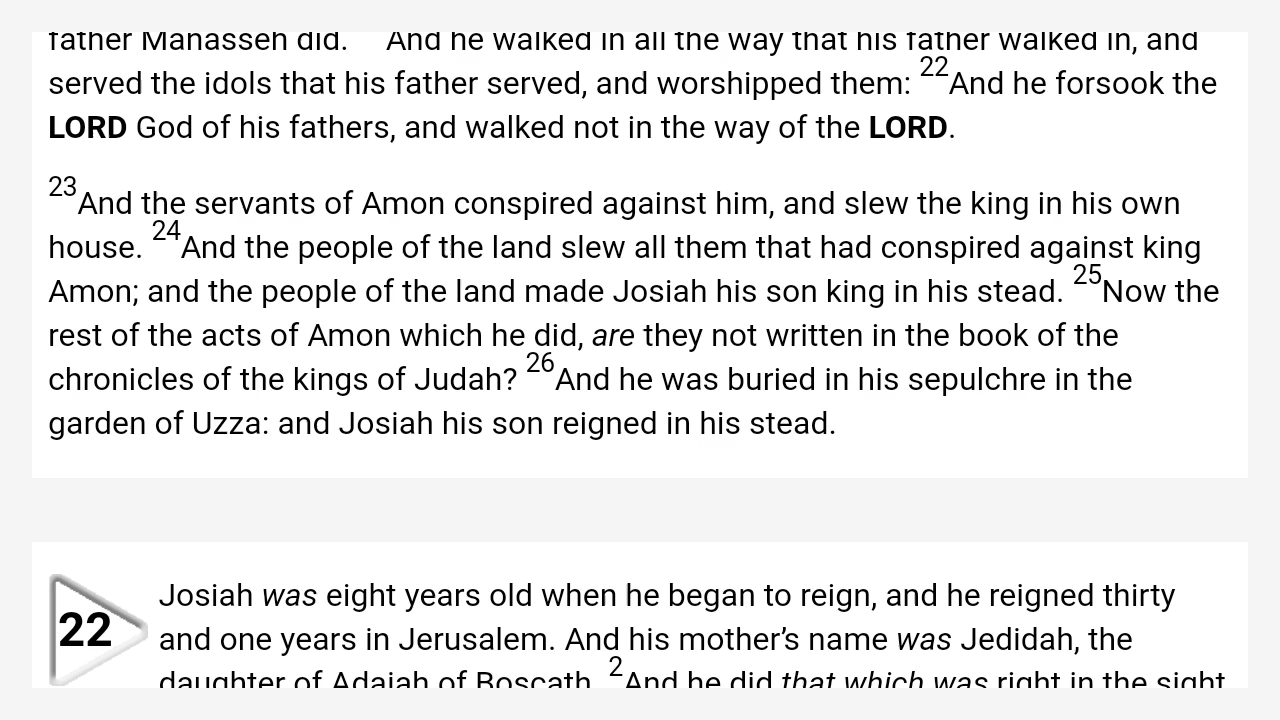 father Manasseh did. And he walked in all the way that his father walked in, and
served the idols that his father served, and worshipped them: 22And he forsook the
LORD God of his fathers, and walked not in the way of the LORD.
23And the servants of Amon conspired against him, and slew the king in his own
house. 24And the people of the land slew all them that had conspired against king
Amon; and the people of the land made Josiah his son king in his stead. 25Now the
rest of the acts of Amon which he did, are they not written in the book of the
chronicles of the kings of Judah? 26And he was buried in his sepulchre in the
garden of Uzza: and Josiah his son reigned in his stead.
22
Josiah was eight years old when he began to reign, and he reigned thirty
and one years in Jerusalem. And his mother’s name was Jedidah, the
daughter of Adaiah of Boscath. 2And he did that which was right in the sight